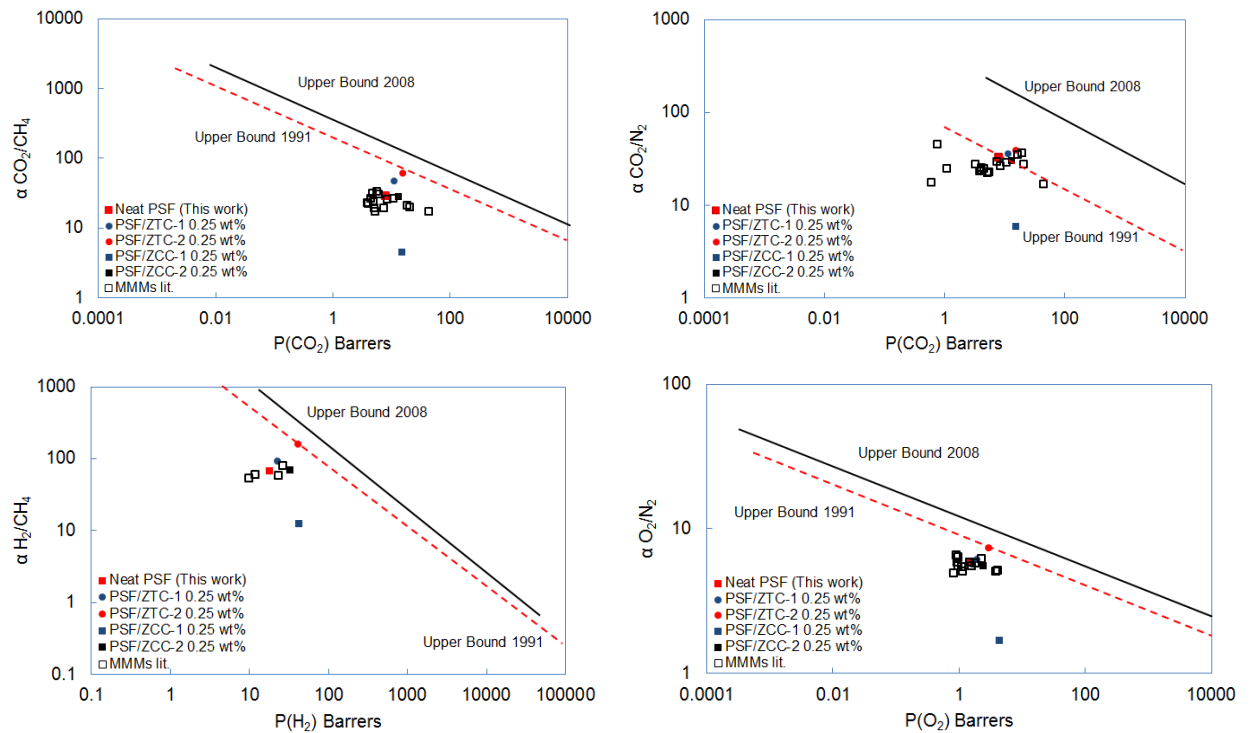 10000
1000
100
10
1
α CO₂/CH₄
Upper Bound 2008
Upper Bound 1991
Neat PSF (This work)
PSF/ZTC-1 0.25 wt%
PSF/ZTC-2 0.25 wt%
PSF/ZCC-1 0.25 wt%
PSF/ZCC-2 0.25 wt%
MMMs lit.
0.0001 0.01 1 100 10000
P(CO₂) Barrers
1000
100
10
1
α CO₂/N₂
Upper Bound 2008
Upper Bound 1991
Neat PSF (This work)
PSF/ZTC-1 0.25 wt%
PSF/ZTC-2 0.25 wt%
PSF/ZCC-1 0.25 wt%
PSF/ZCC-2 0.25 wt%
MMMs lit.
0.0001 0.01 1 100 10000
P(CO₂) Barrers
1000
100
10
1
0.1
α H₂/CH₄
Upper Bound 2008
Upper Bound 1991
Neat PSF (This work)
PSF/ZTC-1 0.25 wt%
PSF/ZTC-2 0.25 wt%
PSF/ZCC-1 0.25 wt%
PSF/ZCC-2 0.25 wt%
MMMs lit.
0.1 1 10 100 1000 10000 100000
P(H₂) Barrers
100
10
1
α O₂/N₂
Upper Bound 2008
Upper Bound 1991
Neat PSF (This work)
PSF/ZTC-1 0.25 wt%
PSF/ZTC-2 0.25 wt%
PSF/ZCC-1 0.25 wt%
PSF/ZCC-2 0.25 wt%
MMMs lit.
0.0001 0.01 1 100 10000
P(O₂) Barrers